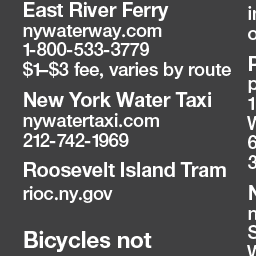 East River Ferry
nywaterway.com
1-800-533-3779
$1–$3 fee, varies by route
New York Water Taxi
nywatertaxi.com
212-742-1969
Roosevelt Island Tram
rioc.ny.gov
Bicycles not